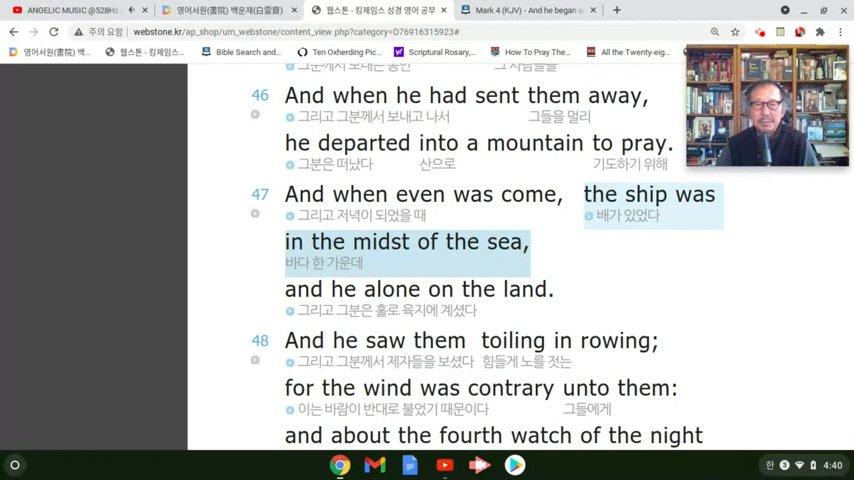 ANGELIC MUSIC @528Hz
영어서원(書院) 백운재(白雲齋)
웹스톤 - 킹제임스 성경 영어 공부
Mark 4 (KJV) - And he began a
주의 요함
webstone.kr/ap_shop/um_webstone/content_view.php?category=D76916315923#
영어서원(書院) 백...
웹스톤 - 킹제임스...
Bible Search and...
Ten Oxherding Pic...
Scriptural Rosary,...
How To Pray The...
All the Twenty-eig...
46
And when he had sent them away,
그리고 그분께서 보내고 나서
그들을 멀리
he departed into a mountain to pray.
그분은 떠났다
산으로
기도하기 위해
47
And when even was come,
the ship was
그리고 저녁이 되었을 때
배가 있었다
in the midst of the sea,
바다 한 가운데
and he alone on the land.
그리고 그분은 홀로 육지에 계셨다
48
And he saw them toiling in rowing;
그리고 그분께서 제자들을 보셨다
힘들게 노를 젓는
for the wind was contrary unto them:
이는 바람이 반대로 불었기 때문이다
그들에게
and about the fourth watch of the night
한
3
4:40